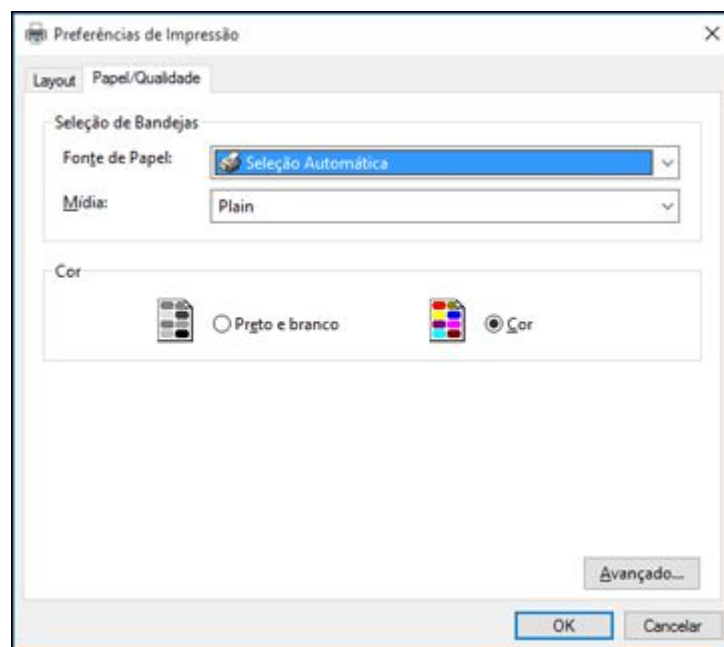 Preferências de Impressão
Layout Papel/Qualidade
Seleção de Bandejas
Fonte de Papel: Seleção Automática
Mídia: Plain
Cor
Preto e branco Cor
Avançado...
OK Cancelar